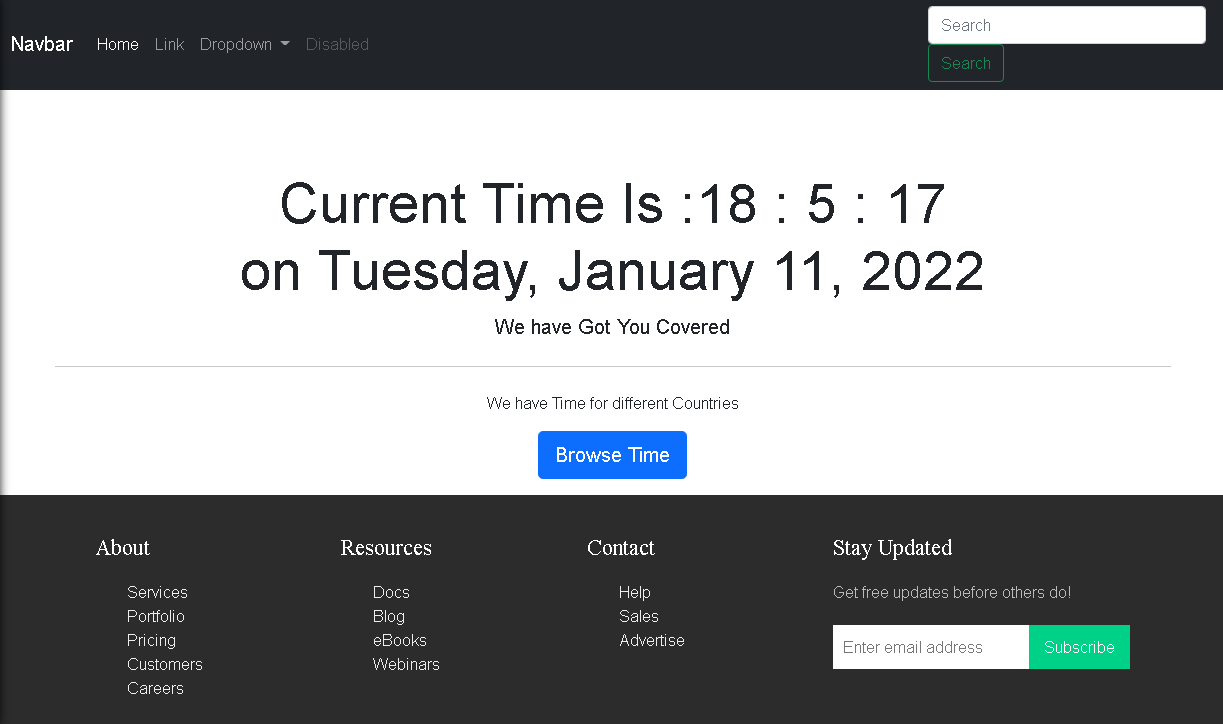 Navbar Home Link Dropdown Disabled
Search
Search
Current Time Is :18 : 5 : 17
on Tuesday, January 11, 2022
We have Got You Covered
We have Time for different Countries
Browse Time
About
Services
Portfolio
Pricing
Customers
Careers
Resources
Docs
Blog
eBooks
Webinars
Contact
Help
Sales
Advertise
Stay Updated
Get free updates before others do!
Enter email address Subscribe